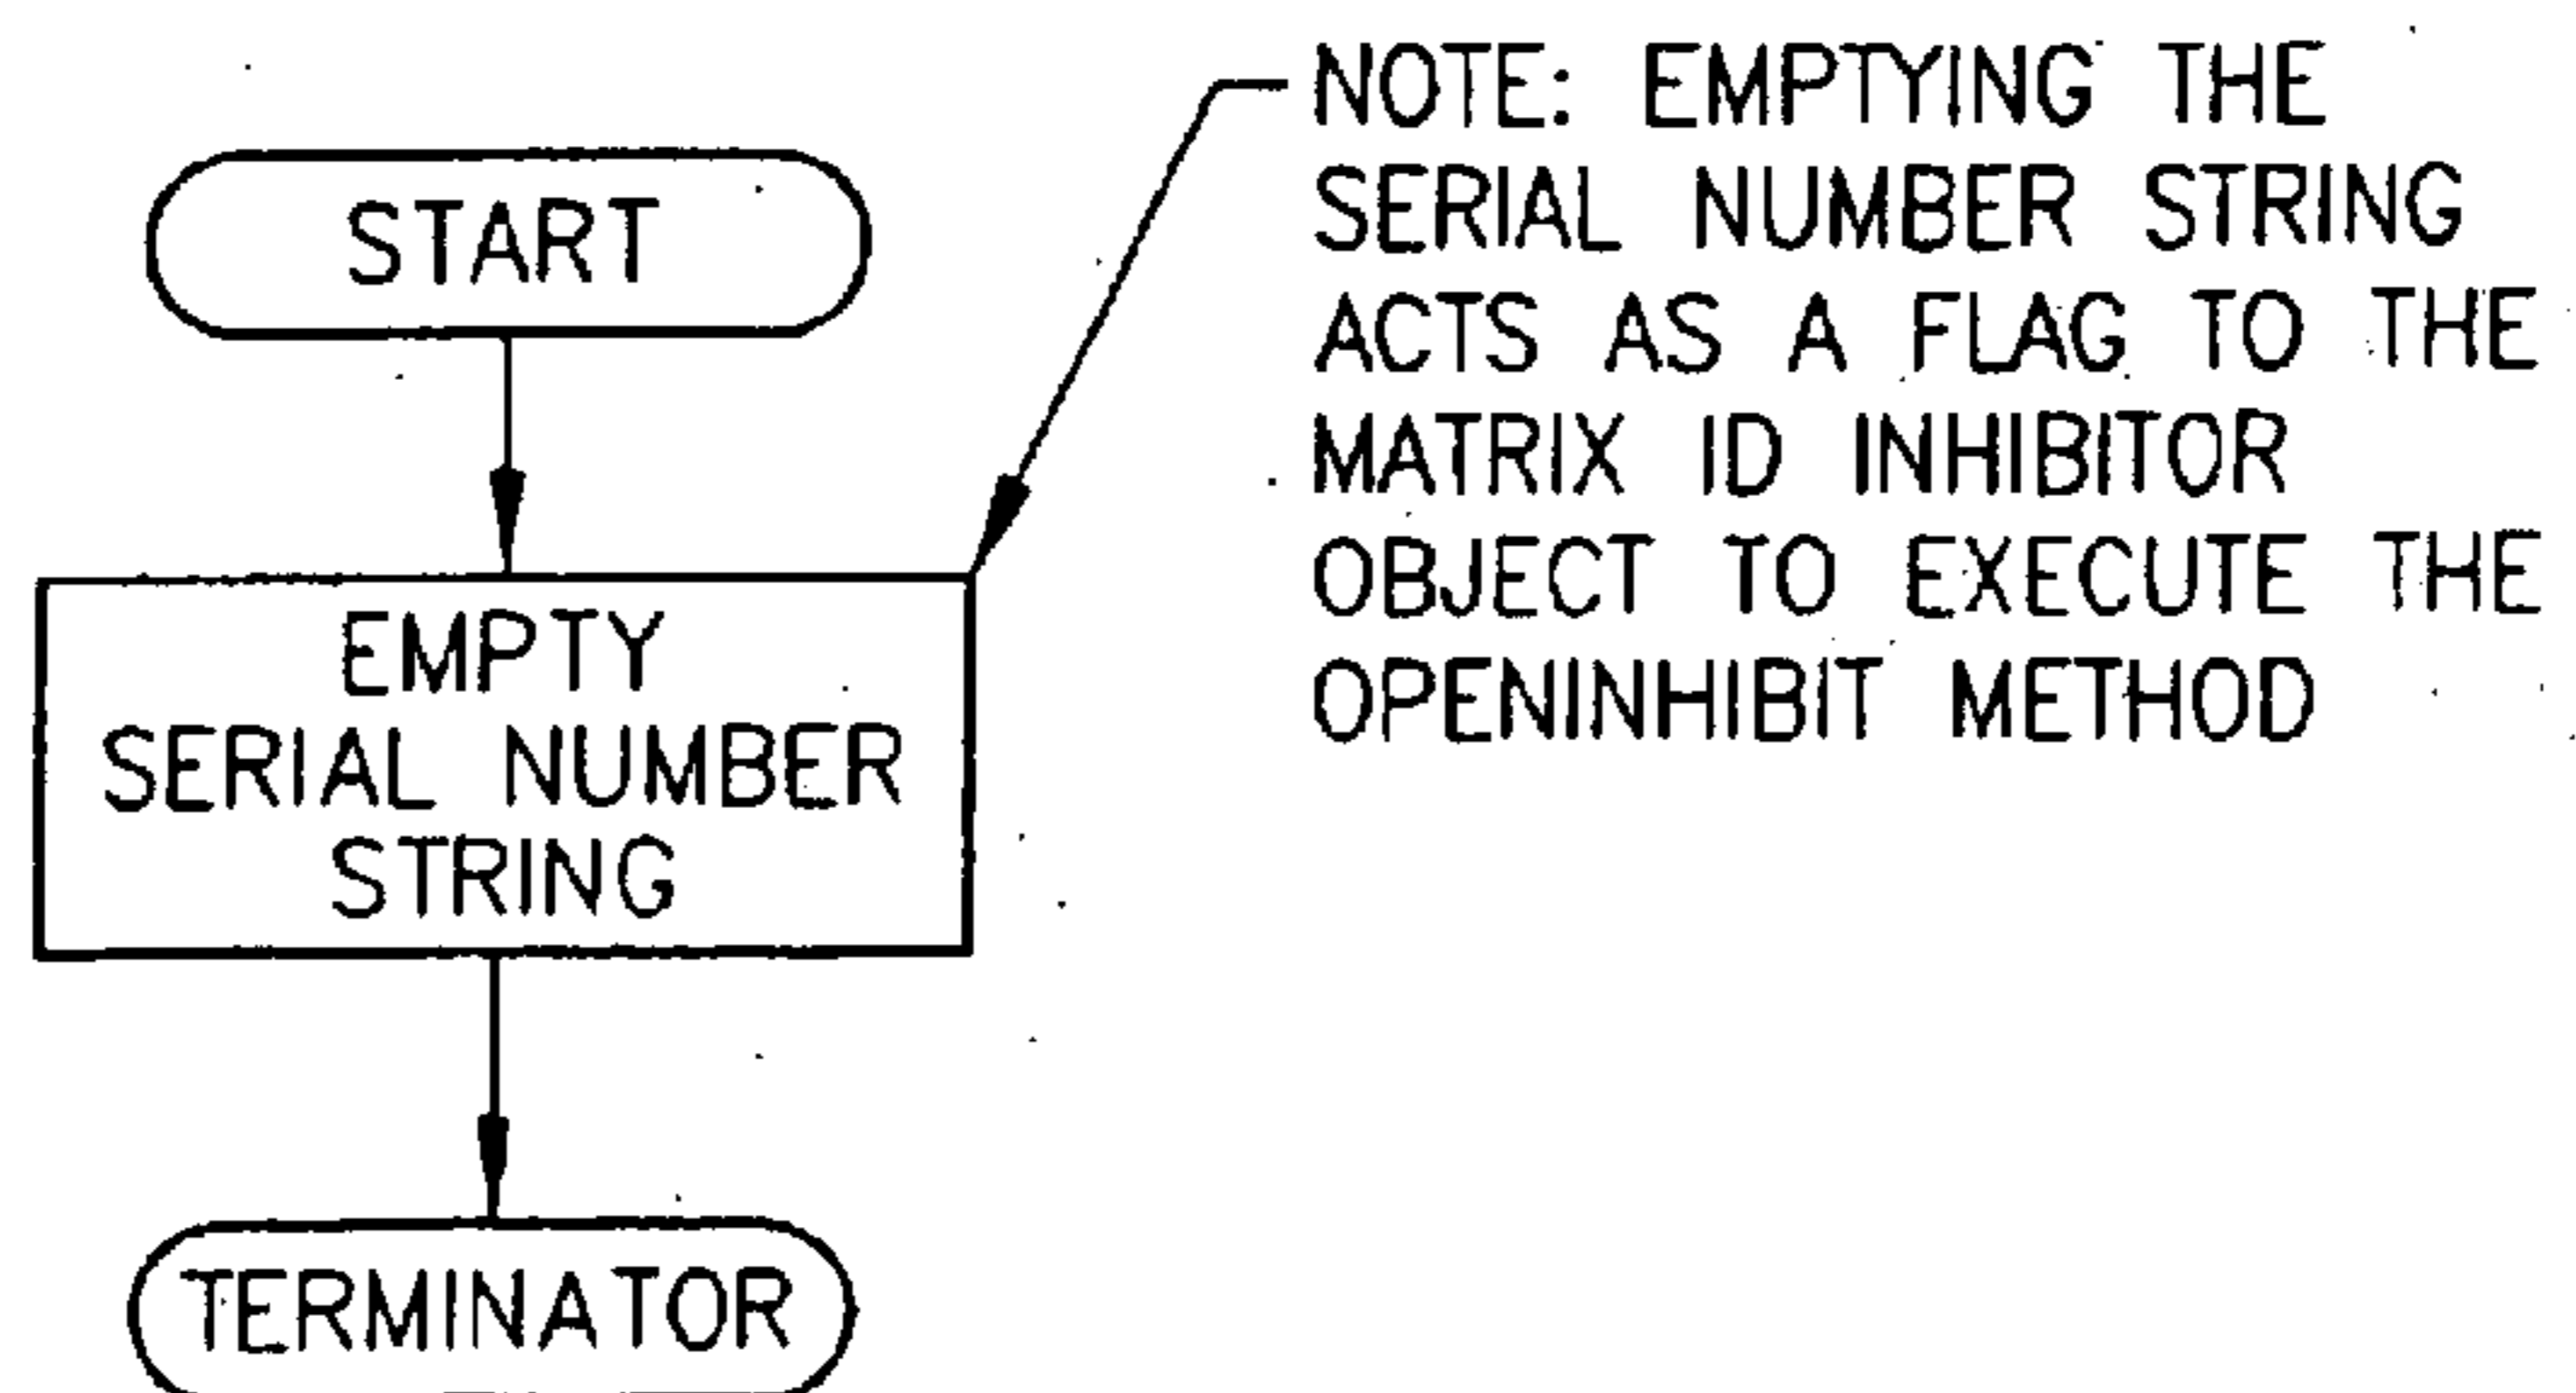 START
EMPTY
SERIAL NUMBER
STRING
TERMINATOR
NOTE: EMPTYING THE
SERIAL NUMBER STRING
ACTS AS A FLAG TO THE
MATRIX ID INHIBITOR
OBJECT TO EXECUTE THE
OPENINHIBIT METHOD